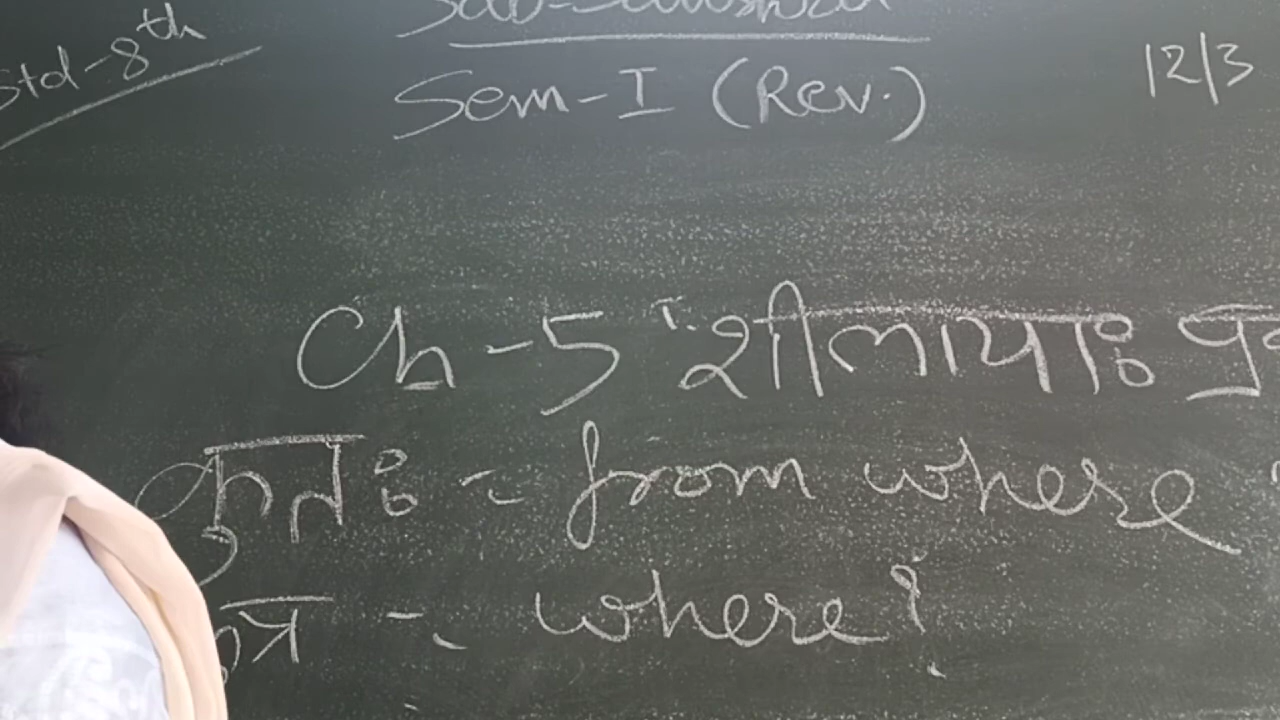 Std-8th
Sem-I (Rev.)
12/3
Ch-5 शीलायाः
कुतः - from where
- where?